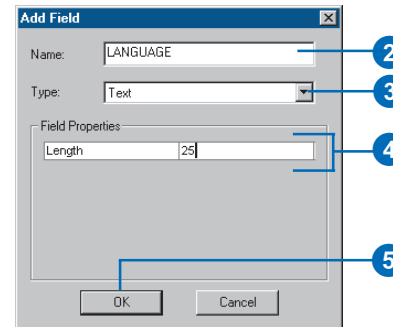 Add Field
Name: LANGUAGE 2
Type: Text 3
Field Properties
Length 25 4
5
OK Cancel